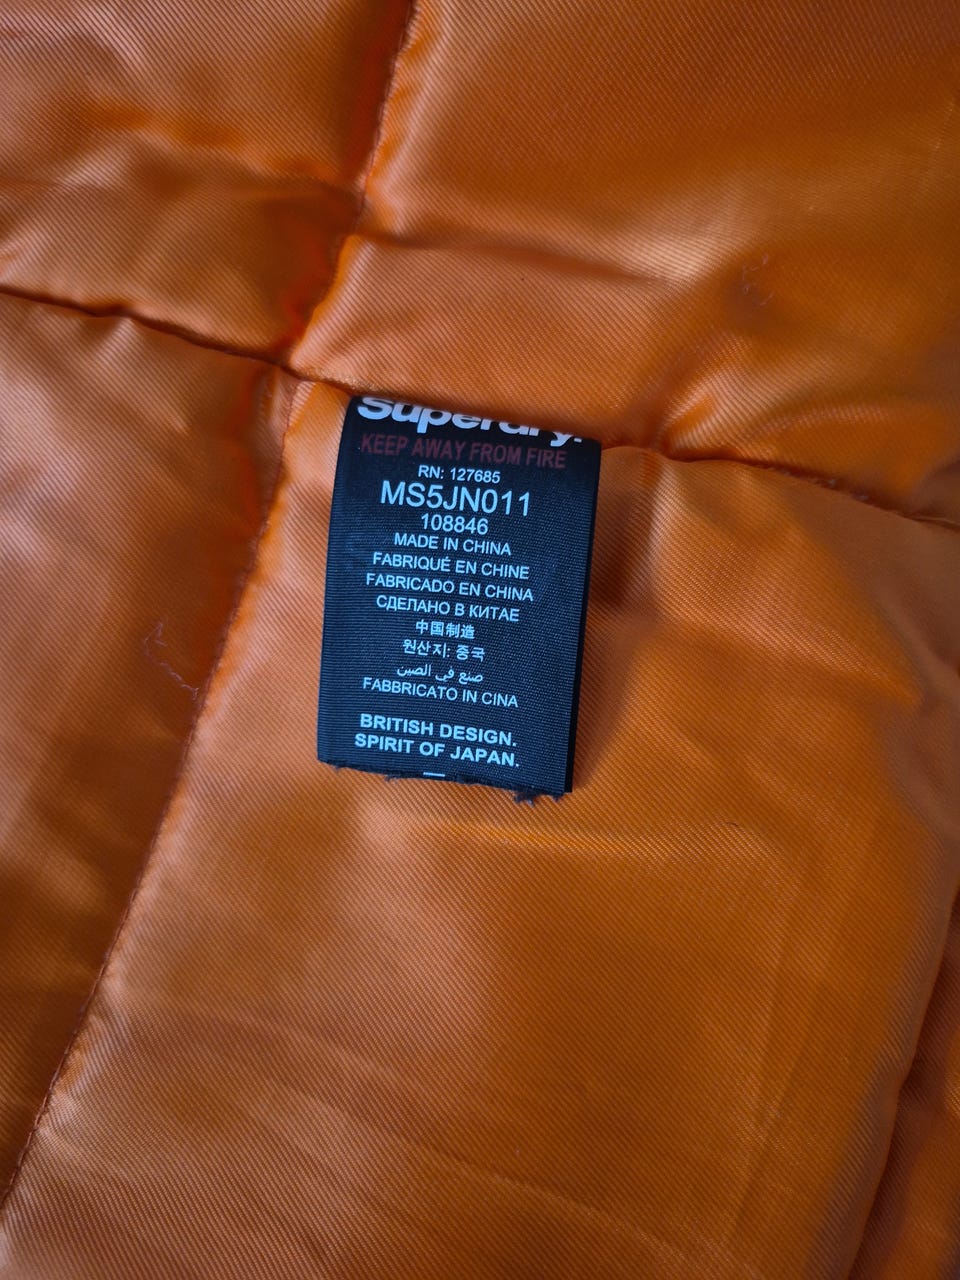 Superdry.
KEEP AWAY FROM FIRE
RN: 127685
MS5JN011
108846
MADE IN CHINA
FABRIQUÉ EN CHINE
FABRICADO EN CHINA
СДЕЛАНО В КИТАЕ
中国制造
원산지: 중국
صنع في الصين
FABBRICATO IN CINA
BRITISH DESIGN.
SPIRIT OF JAPAN.